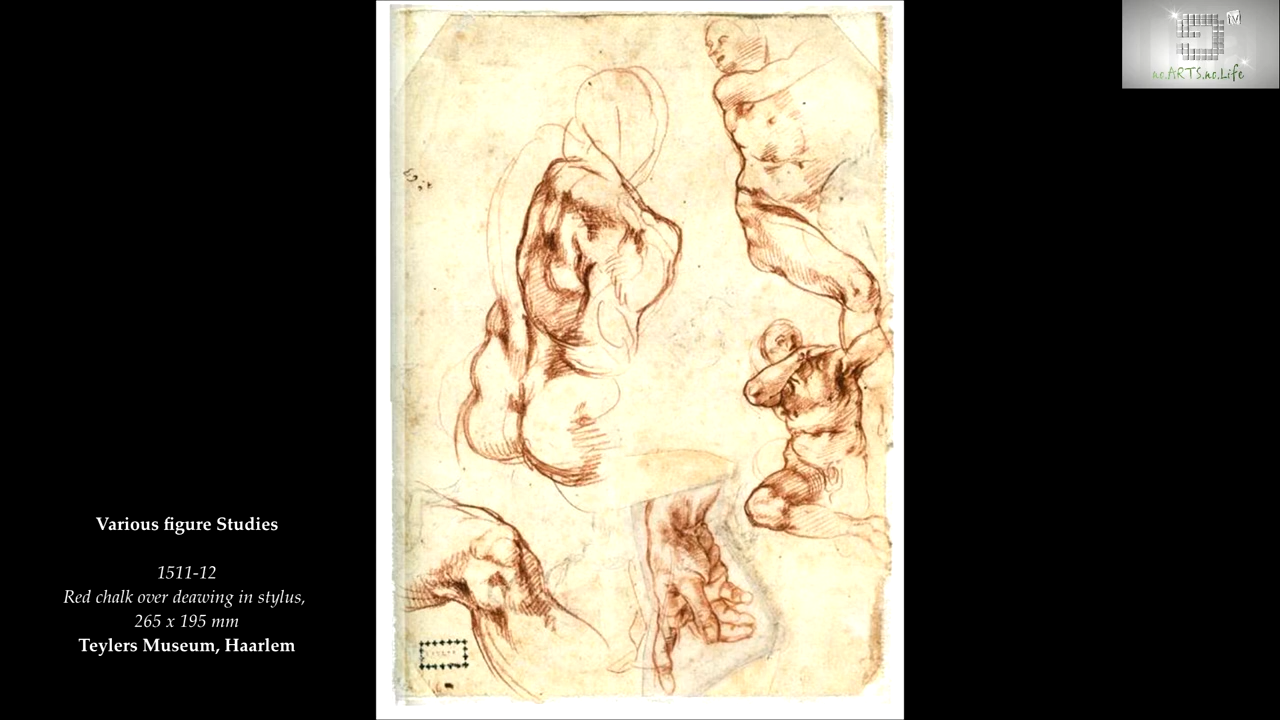 TV
no.ARTS.no.Life
Various figure Studies
1511-12
Red chalk over deawing in stylus,
265 x 195 mm
Teylers Museum, Haarlem